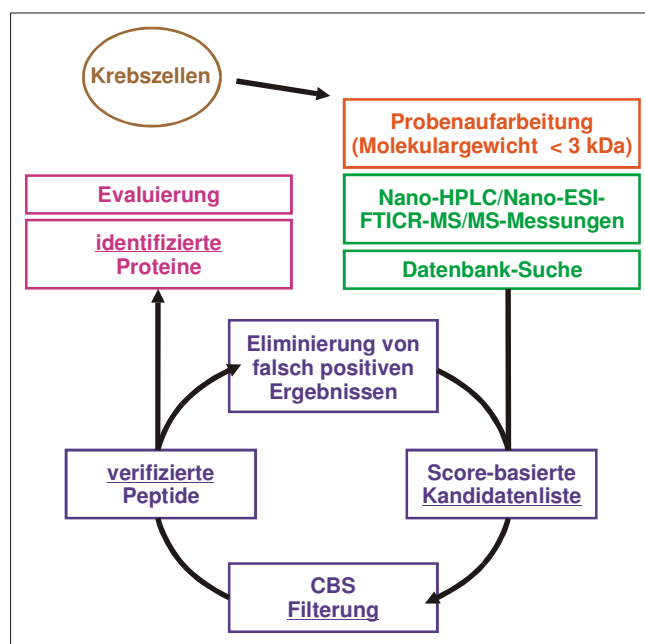 Krebszellen
Probenaufarbeitung
(Molekulargewicht < 3 kDa)
Evaluierung
Nano-HPLC/Nano-ESI-
FTICR-MS/MS-Messungen
identifizierte
Proteine
Datenbank-Suche
Eliminierung von
falsch positiven
Ergebnissen
verifizierte
Peptide
Score-basierte
Kandidatenliste
CBS
Filterung